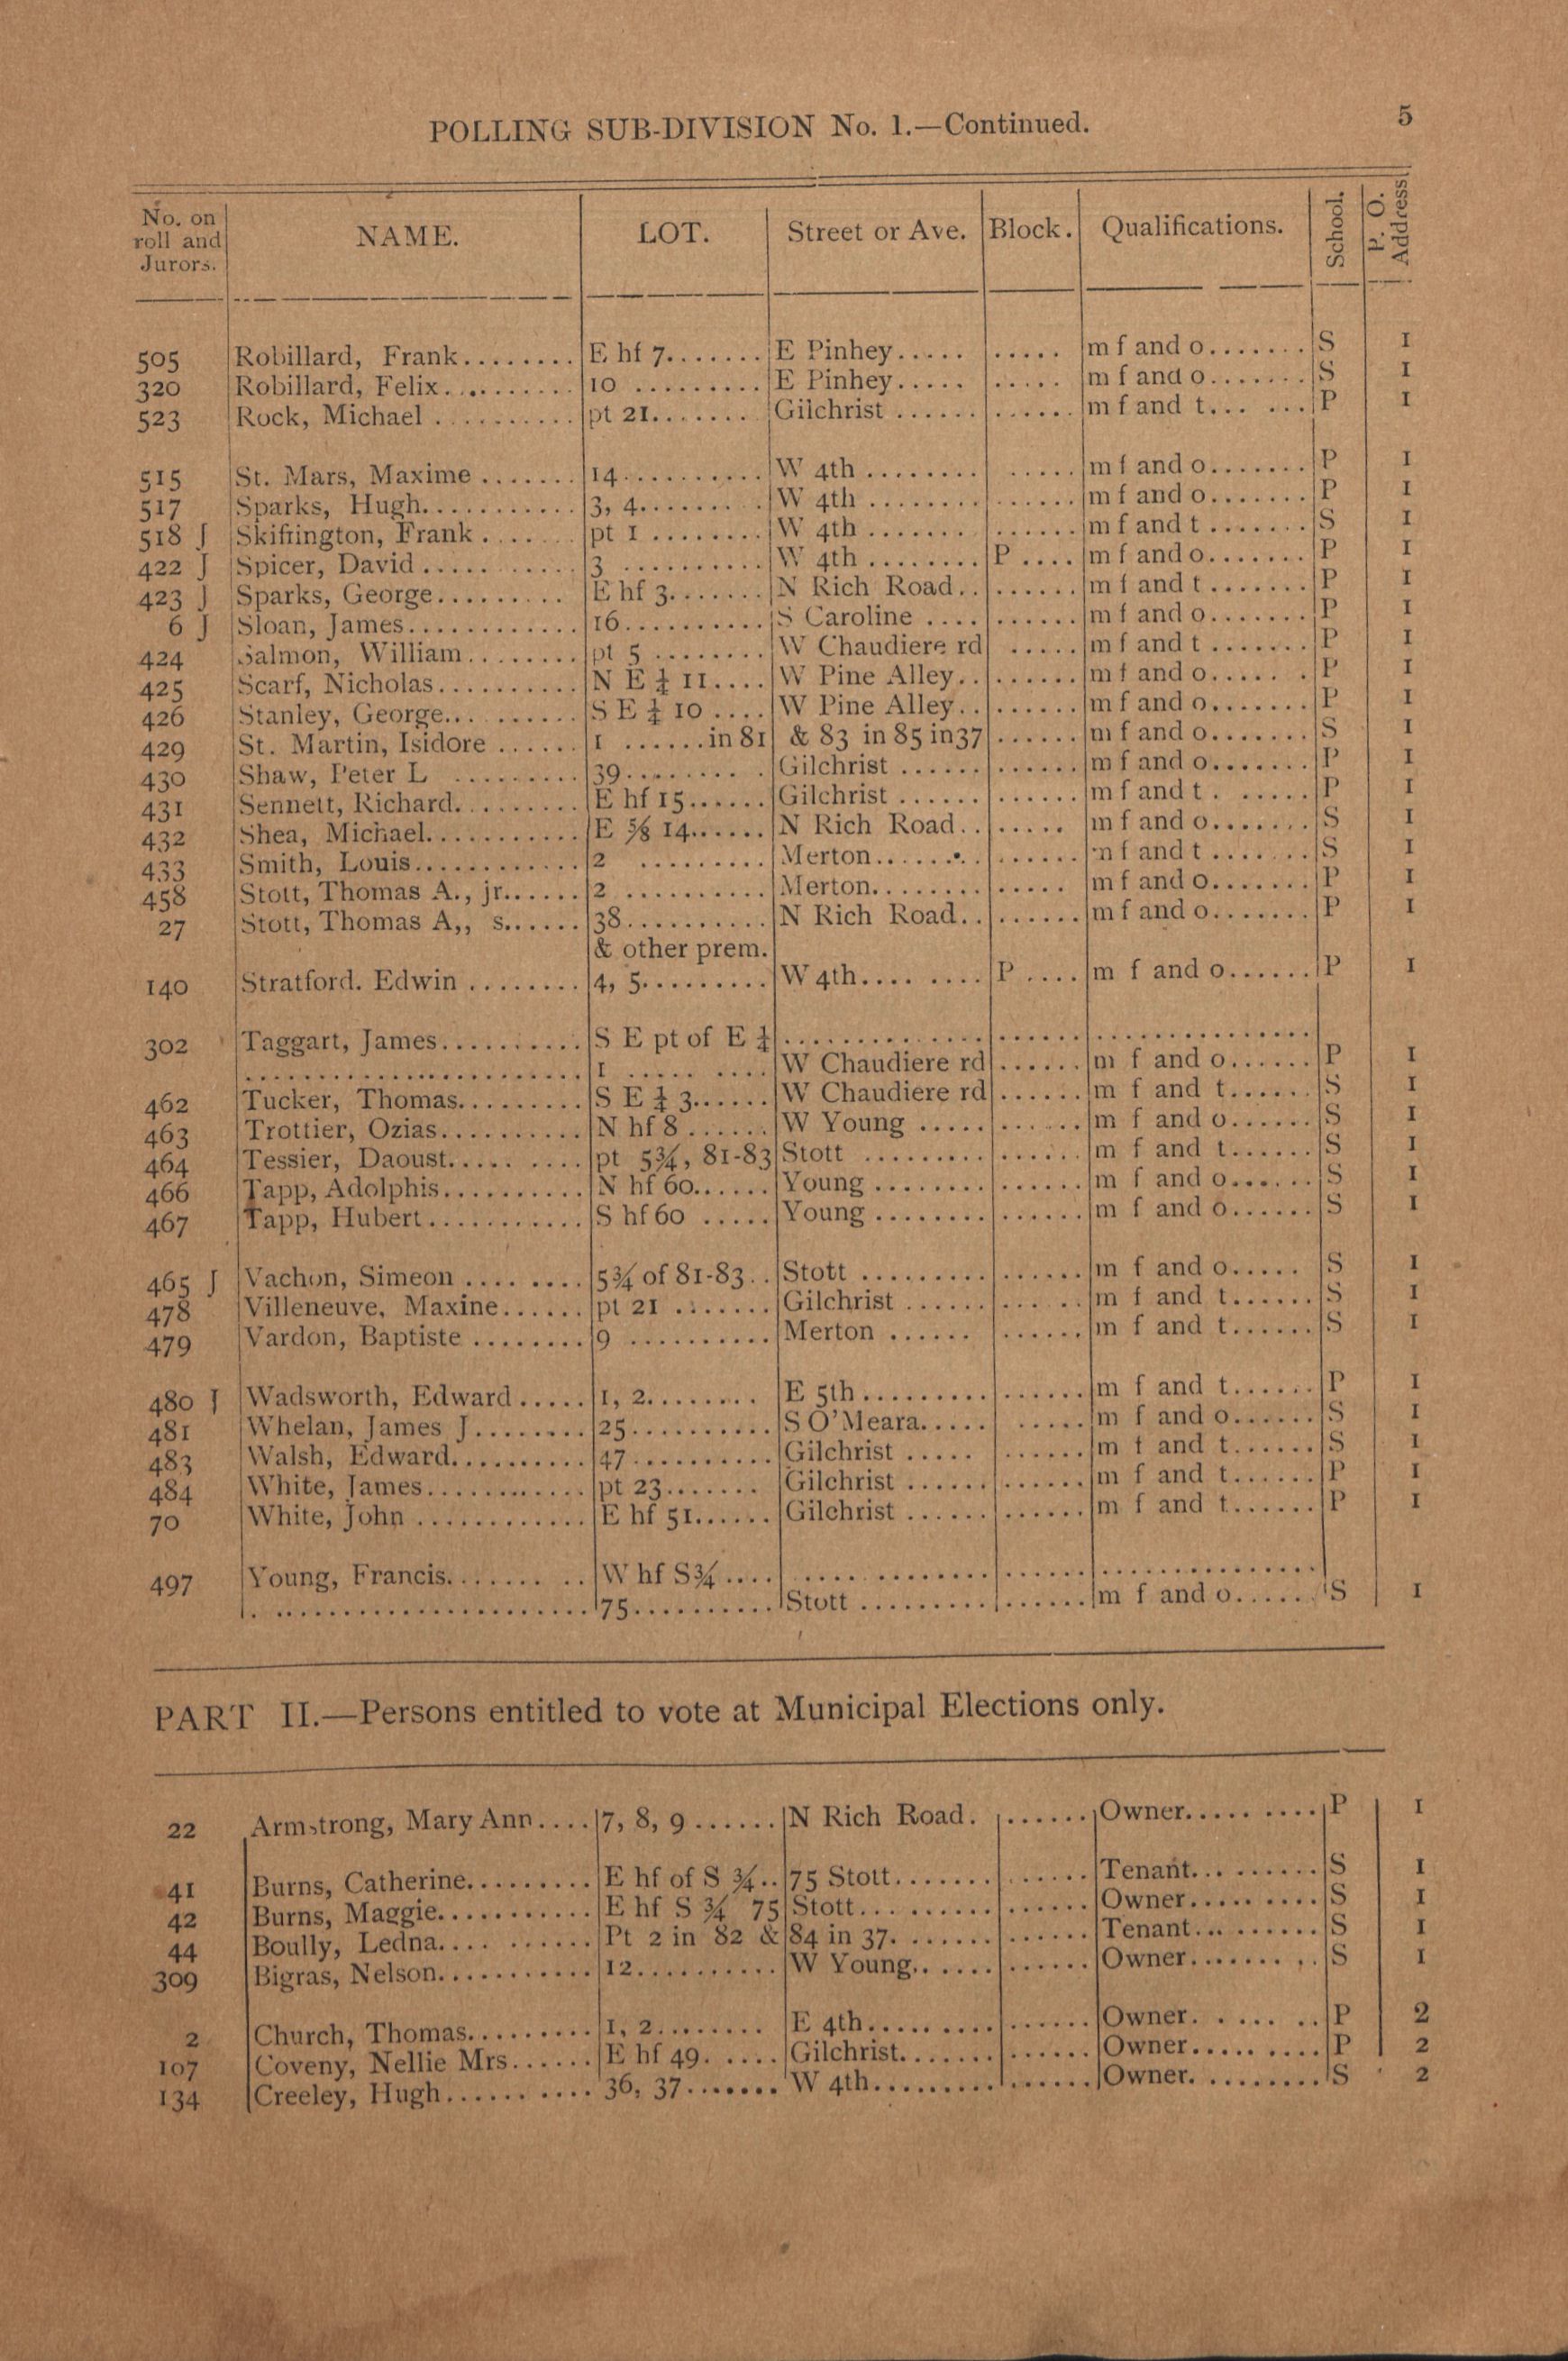 POLLING SUB-DIVISION No. 1.—Continued. 5
No. on roll and Jurors. NAME. LOT. Street or Ave. Block. Qualifications. School. P. O. Address
505 Robillard, Frank........ E hf 7....... E Pinhey..... ..... m f and o....... S 1
320 Robillard, Felix.......... 10 .......... E Pinhey..... ..... m f and o....... S 1
523 Rock, Michael .......... pt 21........ Gilchrist ...... ...... m f and t... ... P 1
515 St. Mars, Maxime ....... 14.......... W 4th ........ ..... m f and o....... P 1
517 Sparks, Hugh........... 3, 4......... W 4th ........ ...... m f and o....... P 1
518 J Skiffington, Frank ...... pt 1 ........ W 4th ........ ...... m f and t ....... S 1
422 J Spicer, David ........... 3 .......... W 4th ........ P .... m f and o....... P 1
423 J Sparks, George......... E hf 3....... N Rich Road.. ...... m f and t ....... P 1
6 J Sloan, James............ 16.......... S Caroline .... ...... m f and o....... P 1
424 Salmon, William........ pt 5 ........ W Chaudiere rd ..... m f and t ....... P 1
425 Scarf, Nicholas.......... N E ¼ 11.... W Pine Alley.. ...... m f and o..... . P 1
426 Stanley, George.......... S E ¼ 10 .... W Pine Alley.. ...... m f and o....... P 1
429 St. Martin, Isidore ...... 1 ......in 81 & 83 in 85 in 37 ...... m f and o....... S 1
430 Shaw, Peter L ......... 39........ . Gilchrist ...... ...... m f and o....... P 1
431 Sennett, Richard......... E hf 15...... Gilchrist ...... ...... m f and t . ..... P 1
432 Shea, Michael........... E ⅝ 14...... N Rich Road.. ..... m f and o....... S 1
433 Smith, Louis............ 2 ......... Merton........ ...... m f and t ....... S 1
458 Stott, Thomas A., jr...... 2 .......... Merton........ ..... m f and o....... P 1
27 Stott, Thomas A,, s...... 38.......... N Rich Road.. ...... m f and o....... P 1
& other prem.
140 Stratford. Edwin ........ 4, 5......... W 4th.... .... P .... m f and o...... P 1
302 Taggart, James.......... S E pt of E ¼ .............. ...... ...............
........................ 1 ..... .... W Chaudiere rd ...... m f and o...... P 1
462 Tucker, Thomas......... S E ¼ 3...... W Chaudiere rd ...... m f and t...... S 1
463 Trottier, Ozias.......... N hf 8 ...... W Young ..... ...... m f and o...... S 1
464 Tessier, Daoust..... .... pt 5¾, 81-83 Stott ......... ...... m f and t...... S 1
466 Tapp, Adolphis.......... N hf 60...... Young ........ ...... m f and o...... S 1
467 Tapp, Hubert........... S hf 60 ..... Young ........ ...... m f and o...... S 1
465 J Vachon, Simeon .... .... 5¾ of 81-83.. Stott ......... ...... m f and o..... S 1
478 Villeneuve, Maxine...... pt 21 ....... Gilchrist ...... ... .. m f and t...... S 1
479 Vardon, Baptiste ........ 9 .......... Merton ...... ...... m f and t...... S 1
480 J Wadsworth, Edward..... 1, 2........ E 5th......... ...... m f and t...... P 1
481 Whelan, James J........ 25.......... S O'Meara..... ..... m f and o...... S 1
483 Walsh, Edward.......... 47 .......... Gilchrist ..... ...... m f and t...... S 1
484 White, James............ pt 23....... Gilchrist ...... ...... m f and t...... P 1
70 White, John ............ E hf 51...... Gilchrist ...... ...... m f and t...... P 1
497 Young, Francis....... .. W hf S¾ .... .... ......... ...... ...............
. ...................... 75.......... Stott ......... ...... m f and o...... S 1
PART II.—Persons entitled to vote at Municipal Elections only.
22 Armstrong, Mary Ann.... 7, 8, 9 ...... N Rich Road. ...... Owner..... .... P 1
41 Burns, Catherine......... E hf of S ¾.. 75 Stott....... ...... Tenant... ...... S 1
42 Burns, Maggie........... E hf S ¾ 75 Stott... ....... ...... Owner..... .... S 1
44 Boully, Ledna.... ...... Pt 2 in 82 & 84 in 37. ...... ...... Tenant... ...... S 1
309 Bigras, Nelson........... 12.......... W Young...... ...... Owner....... .. S 1
2 Church, Thomas......... 1, 2........ E 4th..... .... ...... Owner. . ... .. P 2
107 Coveny, Nellie Mrs...... E hf 49. .... Gilchrist....... ...... Owner..... .... P 2
134 Creeley, Hugh...... .... 36, 37....... W 4th......... ...... Owner. ........ S 2